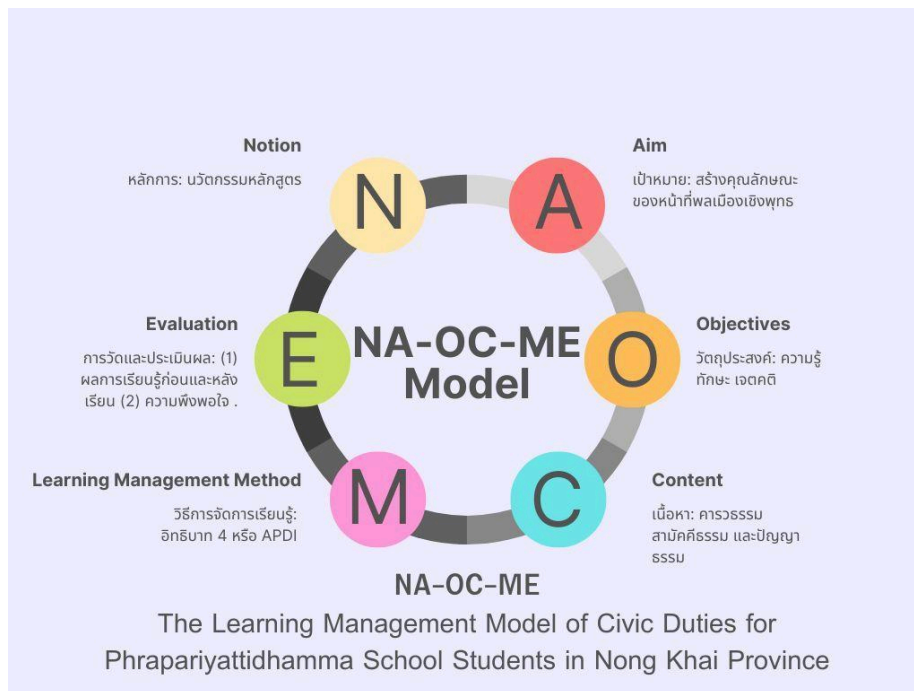 Notion
หลักการ: นวัตกรรมหลักสูตร
N
Aim
เป้าหมาย: สร้างคุณลักษณะ
ของหน้าที่พลเมืองเชิงพุทธ
A
Evaluation
การวัดและประเมินผล: (1)
ผลการเรียนรู้ก่อนและหลัง
เรียน (2) ความพึงพอใจ .
E
NA-OC-ME
Model
O
Objectives
วัตถุประสงค์: ความรู้
ทักษะ เจตคติ
Learning Management Method
วิธีการจัดการเรียนรู้:
อิทธิบาท 4 หรือ APDI
M
C
Content
เนื้อหา: คารวธรรม
สามัคคีธรรม และปัญญา
ธรรม
NA-OC-ME
The Learning Management Model of Civic Duties for
Phrapariyattidhamma School Students in Nong Khai Province